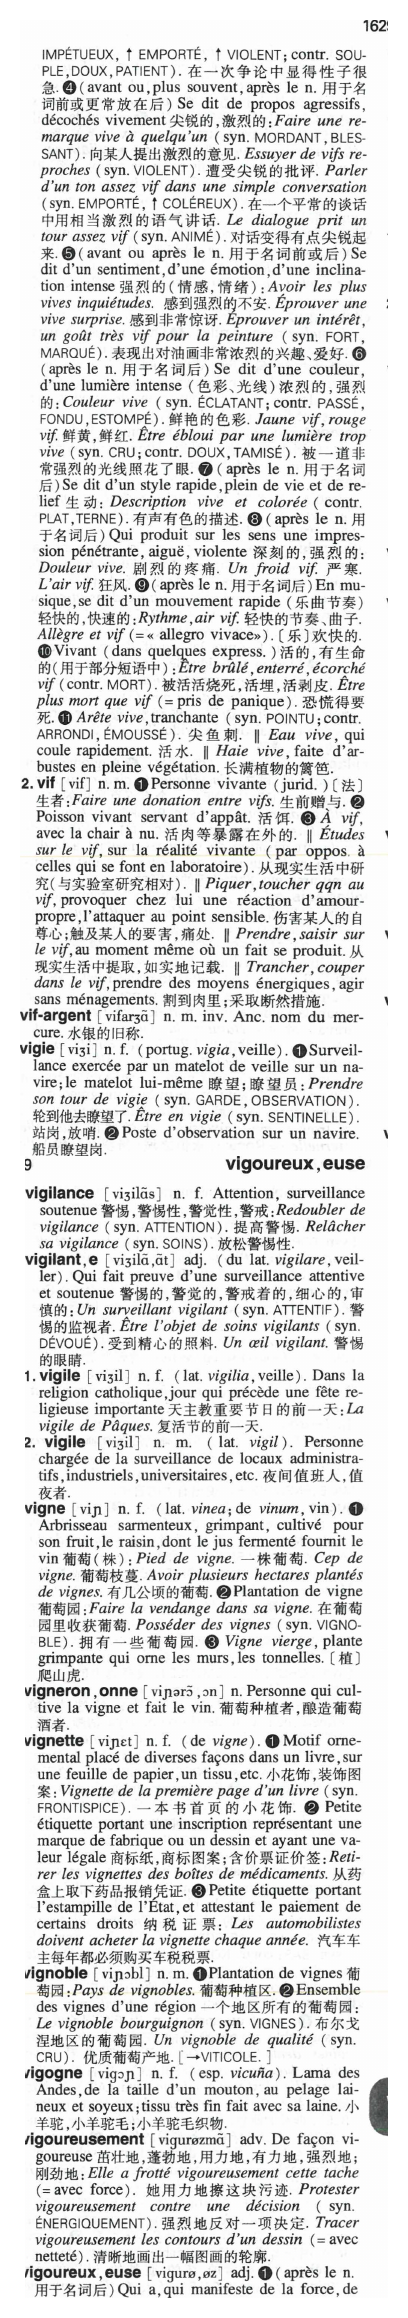 1629
IMPÉTUEUX, ↑ EMPORTÉ, ↑ VIOLENT; contr. SOU-
PLE, DOUX, PATIENT). 在一次争论中显得性子很
急. ❹(avant ou, plus souvent, après le n. 用于名
词前或更常放在后) Se dit de propos agressifs,
décochés vivement 尖锐的,激烈的: Faire une re-
marque vive à quelqu'un (syn. MORDANT, BLES-
SANT). 向某人提出激烈的意见. Essuyer de vifs re-
proches (syn. VIOLENT). 遭受尖锐的批评. Parler
d'un ton assez vif dans une simple conversation
(syn. EMPORTÉ, ↑ COLÉREUX). 在一个平常的谈话
中用相当激烈的语气讲话. Le dialogue prit un
tour assez vif (syn. ANIMÉ). 对话变得有点尖锐起
来. ❺(avant ou après le n. 用于名词前或后) Se
dit d'un sentiment, d'une émotion, d'une inclina-
tion intense 强烈的(情感,情绪): Avoir les plus
vives inquiétudes. 感到强烈的不安. Éprouver une
vive surprise. 感到非常惊讶. Éprouver un intérêt,
un goût très vif pour la peinture (syn. FORT,
MARQUÉ). 表现出对油画非常浓烈的兴趣、爱好. ❻
(après le n. 用于名词后) Se dit d'une couleur,
d'une lumière intense (色彩、光线)浓烈的,强烈
的: Couleur vive (syn. ÉCLATANT; contr. PASSÉ,
FONDU, ESTOMPÉ). 鲜艳的色彩. Jaune vif, rouge
vif. 鲜黄,鲜红. Être ébloui par une lumière trop
vive (syn. CRU; contr. DOUX, TAMISÉ). 被一道非
常强烈的光线照花了眼. ❼(après le n. 用于名词
后) Se dit d'un style rapide, plein de vie et de re-
lief 生动: Description vive et colorée (contr.
PLAT, TERNE). 有声有色的描述. ❽(après le n. 用
于名词后) Qui produit sur les sens une impres-
sion pénétrante, aiguë, violente 深刻的,强烈的:
Douleur vive. 剧烈的疼痛. Un froid vif. 严寒.
L'air vif. 狂风. ❾(après le n. 用于名词后) En mu-
sique, se dit d'un mouvement rapide (乐曲节奏)
轻快的,快速的: Rythme, air vif. 轻快的节奏、曲子.
Allègre et vif (=« allegro vivace»). [乐]欢快的.
❿Vivant (dans quelques express.)活的,有生命
的(用于部分短语中): Être brûlé, enterré, écorché
vif (contr. MORT). 被活活烧死,活埋,活剥皮. Être
plus mort que vif (= pris de panique). 恐慌得要
死. ⓫ Arête vive, tranchante (syn. POINTU; contr.
ARRONDI, ÉMOUSSÉ). 尖鱼刺. ‖ Eau vive, qui
coule rapidement. 活水. ‖ Haie vive, faite d'ar-
bustes en pleine végétation. 长满植物的篱笆.
2. vif [vif] n. m. ❶Personne vivante (jurid.)〔法〕
生者: Faire une donation entre vifs. 生前赠与. ❷
Poisson vivant servant d'appât. 活饵. ❸ À vif,
avec la chair à nu. 活肉等暴露在外的. ‖ Études
sur le vif, sur la réalité vivante (par oppos. à
celles qui se font en laboratoire). 从现实生活中研
究(与实验室研究相对). ‖ Piquer, toucher qqn au
vif, provoquer chez lui une réaction d'amour-
propre, l'attaquer au point sensible. 伤害某人的自
尊心;触及某人的要害,痛处. ‖ Prendre, saisir sur
le vif, au moment même où un fait se produit. 从
现实生活中提取,如实地记载. ‖ Trancher, couper
dans le vif, prendre des moyens énergiques, agir
sans ménagements. 割到肉里;采取断然措施.
vif-argent [vifarʒɑ̃] n. m. inv. Anc. nom du mer-
cure. 水银的旧称.
vigie [viʒi] n. f. (portug. vigia, veille). ❶Surveil-
lance exercée par un matelot de veille sur un na-
vire; le matelot lui-même 瞭望;瞭望员: Prendre
son tour de vigie (syn. GARDE, OBSERVATION).
轮到他去瞭望了. Être en vigie (syn. SENTINELLE).
站岗,放哨. ❷Poste d'observation sur un navire.
船员瞭望岗.
9 vigoureux, euse
vigilance [viʒilɑ̃s] n. f. Attention, surveillance
soutenue 警惕,警惕性,警觉性,警戒: Redoubler de
vigilance (syn. ATTENTION). 提高警惕. Relâcher
sa vigilance (syn. SOINS). 放松警惕性.
vigilant, e [viʒilɑ̃, ɑ̃t] adj. (du lat. vigilare, veil-
ler). Qui fait preuve d'une surveillance attentive
et soutenue 警惕的,警觉的,警戒着的,细心的,审
慎的: Un surveillant vigilant (syn. ATTENTIF). 警
惕的监视者. Être l'objet de soins vigilants (syn.
DÉVOUÉ). 受到精心的照料. Un œil vigilant. 警惕
的眼睛.
1. vigile [viʒil] n. f. (lat. vigilia, veille). Dans la
religion catholique, jour qui précède une fête re-
ligieuse importante 天主教重要节日的前一天: La
vigile de Pâques. 复活节的前一天.
2. vigile [viʒil] n. m. (lat. vigil). Personne
chargée de la surveillance de locaux administra-
tifs, industriels, universitaires, etc. 夜间值班人,值
夜者.
vigne [viɲ] n. f. (lat. vinea; de vinum, vin). ❶
Arbrisseau sarmenteux, grimpant, cultivé pour
son fruit, le raisin, dont le jus fermenté fournit le
vin 葡萄(株): Pied de vigne. 一株葡萄. Cep de
vigne. 葡萄枝蔓. Avoir plusieurs hectares plantés
de vignes. 有几公顷的葡萄. ❷Plantation de vigne
葡萄园: Faire la vendange dans sa vigne. 在葡萄
园里收获葡萄. Posséder des vignes (syn. VIGNO-
BLE). 拥有一些葡萄园. ❸ Vigne vierge, plante
grimpante qui orne les murs, les tonnelles. [植]
爬山虎.
vigneron, onne [viɲərɔ̃, ɔn] n. Personne qui cul-
tive la vigne et fait le vin. 葡萄种植者,酿造葡萄
酒者.
vignette [viɲɛt] n. f. (de vigne). ❶Motif orne-
mental placé de diverses façons dans un livre, sur
une feuille de papier, un tissu, etc. 小花饰,装饰图
案: Vignette de la première page d'un livre (syn.
FRONTISPICE). 一本书首页的小花饰. ❷ Petite
étiquette portant une inscription représentant une
marque de fabrique ou un dessin et ayant une va-
leur légale 商标纸,商标图案;含价票证价签: Reti-
rer les vignettes des boîtes de médicaments. 从药
盒上取下药品报销凭证. ❸Petite étiquette portant
l'estampille de l'État, et attestant le paiement de
certains droits 纳税证票: Les automobilistes
doivent acheter la vignette chaque année. 汽车车
主每年都必须购买车税税票.
vignoble [viɲɔbl] n. m. ❶Plantation de vignes 葡
萄园: Pays de vignobles. 葡萄种植区. ❷Ensemble
des vignes d'une région 一个地区所有的葡萄园:
Le vignoble bourguignon (syn. VIGNES). 布尔戈
涅地区的葡萄园. Un vignoble de qualité (syn.
CRU). 优质葡萄产地. [→VITICOLE.]
vigogne [vigɔɲ] n. f. (esp. vicuña). Lama des
Andes, de la taille d'un mouton, au pelage lai-
neux et soyeux; tissu très fin fait avec sa laine. 小
羊驼,小羊驼毛;小羊驼毛织物.
vigoureusement [viguʀøzmɑ̃] adv. De façon vi-
goureuse 茁壮地,蓬勃地,用力地,有力地,强烈地;
刚劲地: Elle a frotté vigoureusement cette tache
(= avec force). 她用力地擦这块污迹. Protester
vigoureusement contre une décision (syn.
ÉNERGIQUEMENT). 强烈地反对一项决定. Tracer
vigoureusement les contours d'un dessin (= avec
netteté). 清晰地画出一幅图画的轮廓.
vigoureux, euse [viguʀø, øz] adj. ❶(après le n.
用于名词后) Qui a, qui manifeste de la force, de